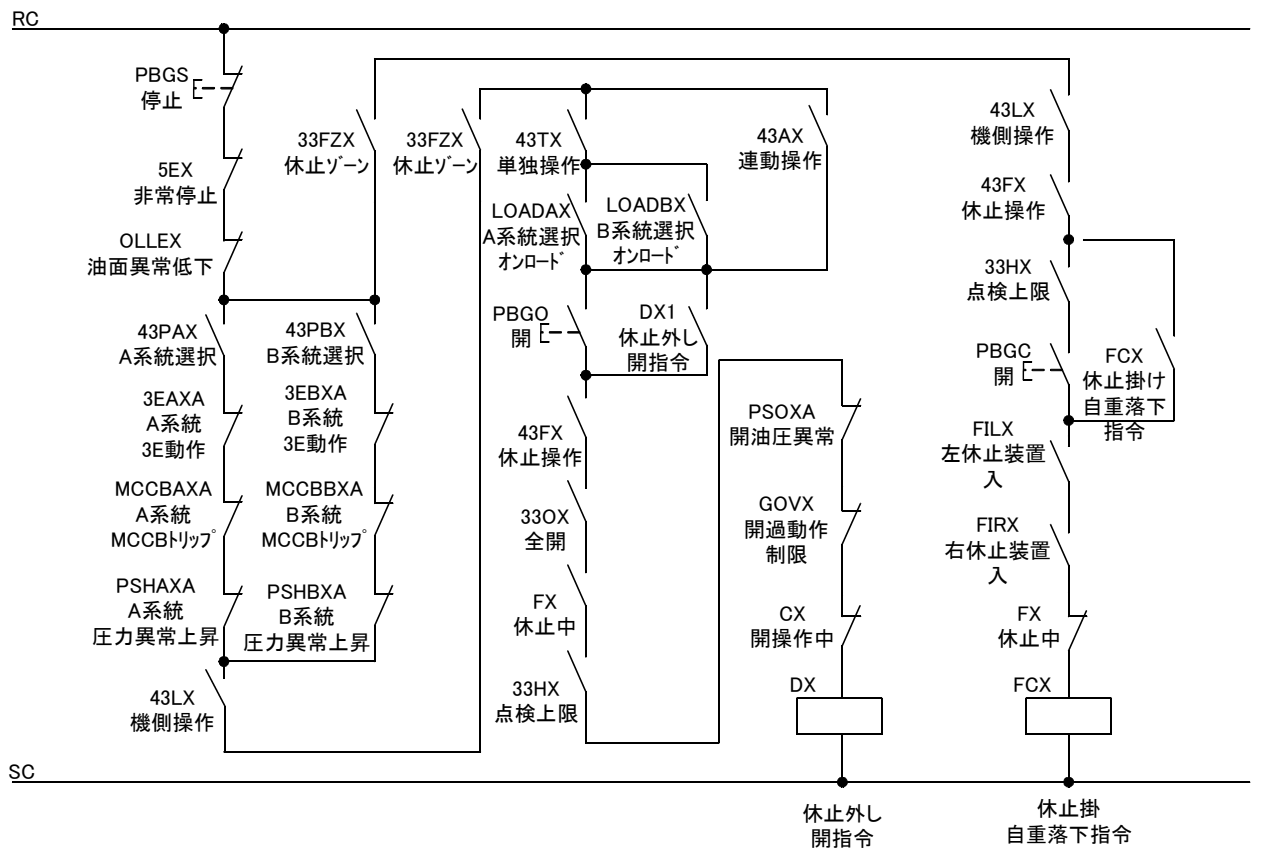 RC
PBGS
停止
5EX
非常停止
OLLEX
油面異常低下
43PAX
A系統選択
3EAXA
A系統
3E動作
MCCBAXA
A系統
MCCBﾄﾘｯﾌﾟ
PSHAXA
A系統
圧力異常上昇
43LX
機側操作
33FZX
休止ｿﾞｰﾝ
43PBX
B系統選択
3EBXA
B系統
3E動作
MCCBBXA
B系統
MCCBﾄﾘｯﾌﾟ
PSHBXA
B系統
圧力異常上昇
33FZX
休止ｿﾞｰﾝ
43TX
単独操作
LOADAX
A系統選択
ｵﾝﾛｰﾄﾞ
LOADBX
B系統選択
ｵﾝﾛｰﾄﾞ
43AX
連動操作
PBGO
開
DX1
休止外し
開指令
43FX
休止操作
33OX
全開
FX
休止中
33HX
点検上限
PSOXA
開油圧異常
GOVX
開過動作
制限
CX
開操作中
DX
43LX
機側操作
43FX
休止操作
33HX
点検上限
PBGC
開
FCX
休止掛け
自重落下
指令
FILX
左休止装置
入
FIRX
右休止装置
入
FX
休止中
FCX
SC
休止外し
開指令
休止掛
自重落下指令